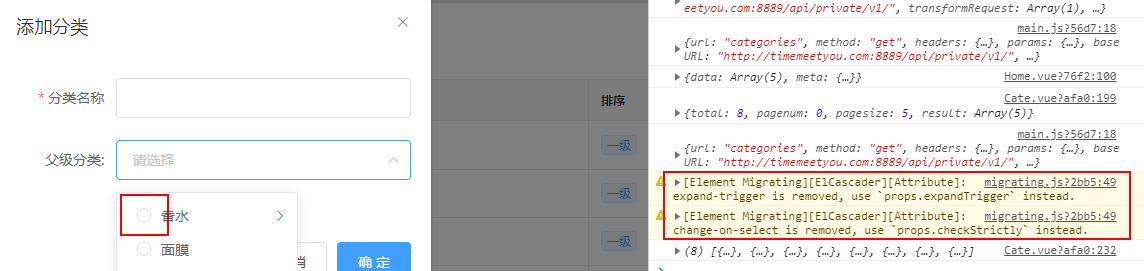 添加分类
* 分类名称
父级分类:
请选择
香水
面膜
消
确 定
排序
一级
一级
一级
eetyou.com:8889/api/private/v1/", transformRequest: Array(1), …}
main.js?56d7:18
{url: "categories", method: "get", headers: {…}, params: {…}, base
URL: "http://timemeetyou.com:8889/api/private/v1/", …}
{data: Array(5), meta: {…}}
Home.vue?76f2:100
Cate.vue?afa0:199
{total: 8, pagenum: 0, pagesize: 5, result: Array(5)}
main.js?56d7:18
{url: "categories", method: "get", headers: {…}, params: {…}, base
URL: "http://timemeetyou.com:8889/api/private/v1/", …}
[Element Migrating][ElCascader][Attribute]: migrating.js?2bb5:49
expand-trigger is removed, use `props.expandTrigger` instead.
[Element Migrating][ElCascader][Attribute]: migrating.js?2bb5:49
change-on-select is removed, use `props.checkStrictly` instead.
(8) [{…}, {…}, {…}, {…}, {…}, {…}, {…}, {…}] Cate.vue?afa0:232